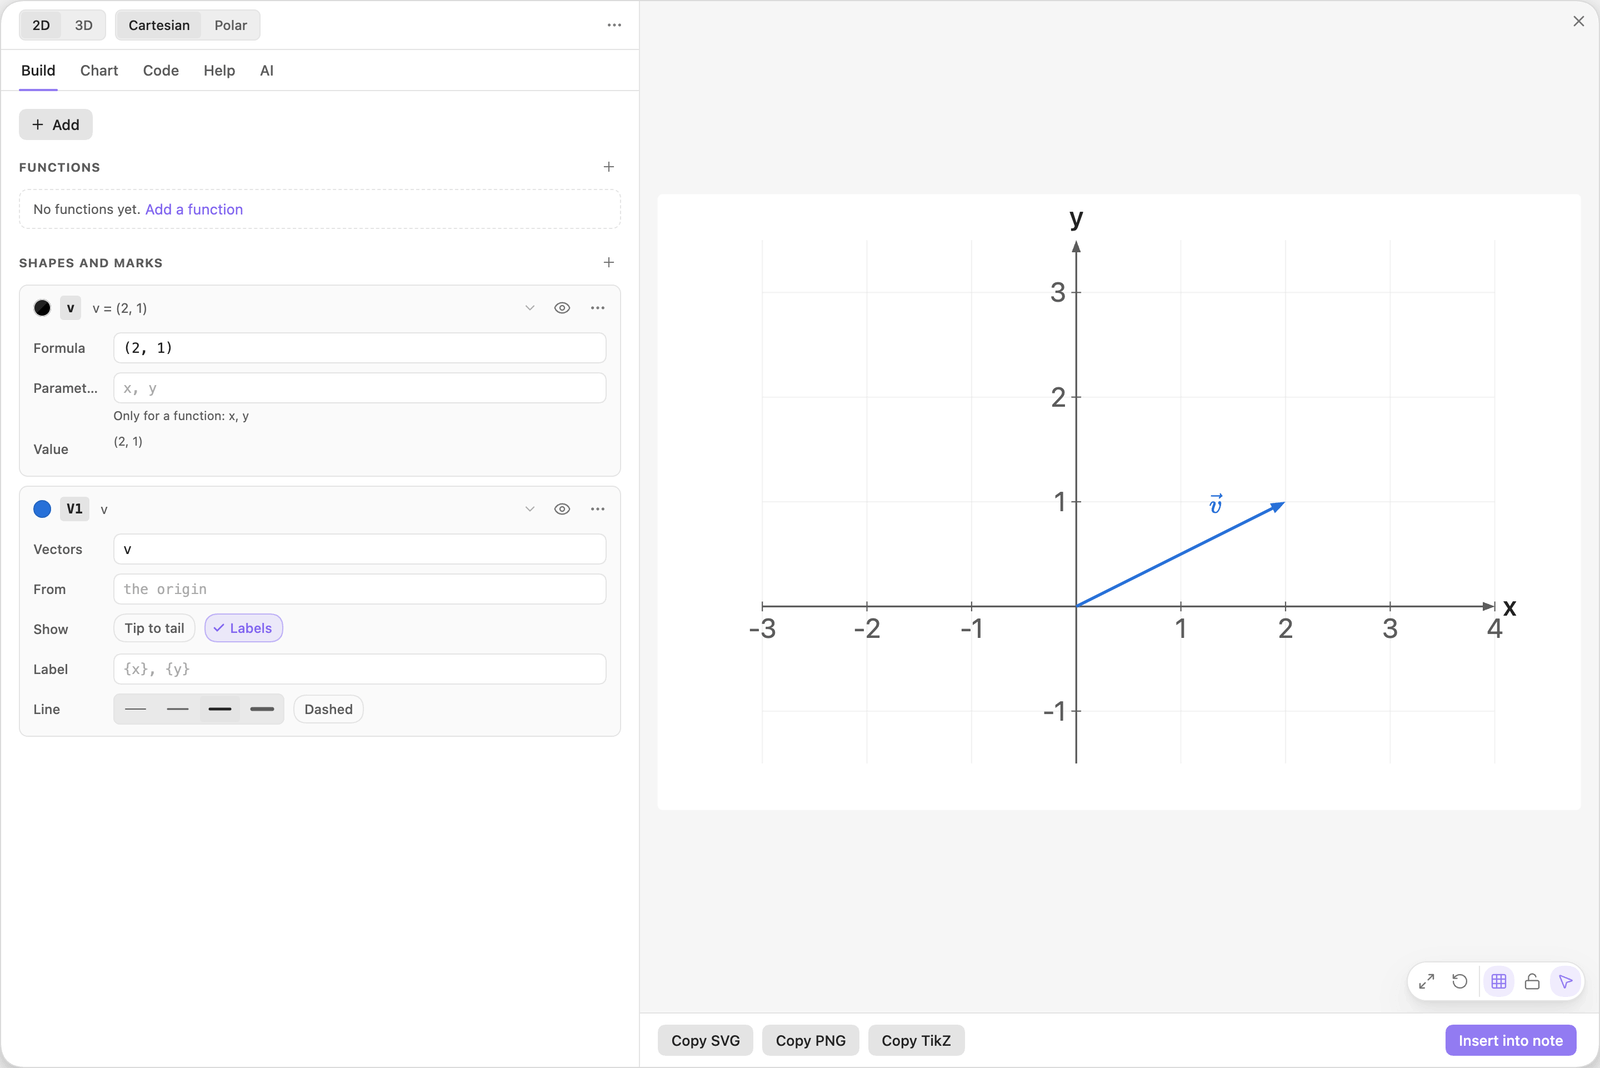 2D 3D Cartesian Polar
Build Chart Code Help AI
+ Add
FUNCTIONS
No functions yet. Add a function
SHAPES AND MARKS
v v = (2, 1)
Formula (2, 1)
Paramet... x, y
Only for a function: x, y
Value (2, 1)
V1 v
Vectors v
From the origin
Show Tip to tail Labels
Label {x}, {y}
Line Dashed
y
3
2
1
v⃗
x
-3 -2 -1 1 2 3 4
-1
Copy SVG Copy PNG Copy TikZ Insert into note